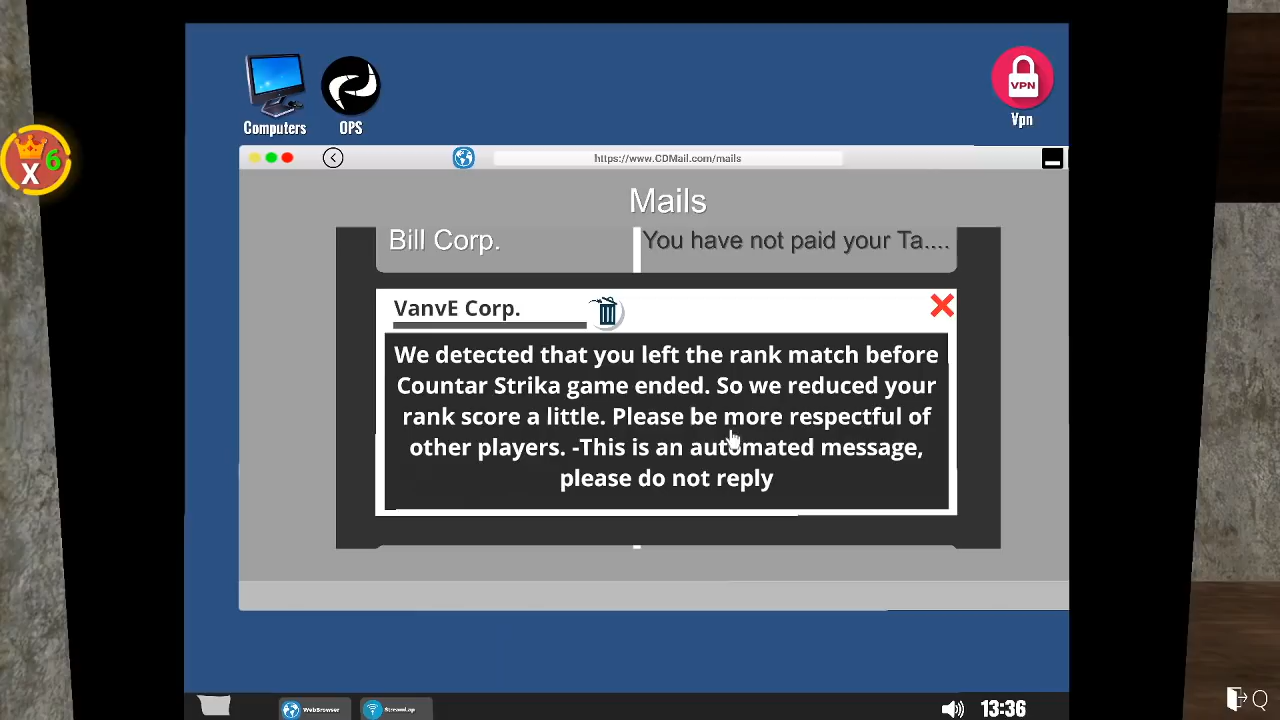 Computers
OPS
VPN
Vpn
X 6
https://www.CDMail.com/mails
Mails
Bill Corp.
You have not paid your Ta....
VanvE Corp.
We detected that you left the rank match before
Countar Strika game ended. So we reduced your
rank score a little. Please be more respectful of
other players. -This is an automated message,
please do not reply
WebBrowser
13:36
Q